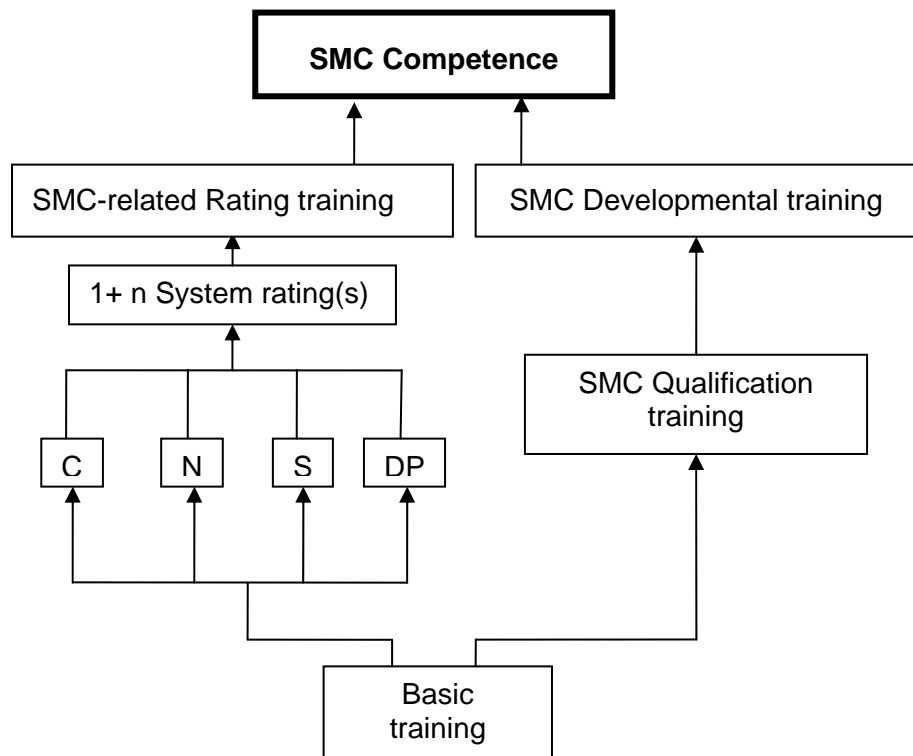 SMC Competence
SMC-related Rating training
SMC Developmental training
1+ n System rating(s)
SMC Qualification
training
C
N
S
DP
Basic
training